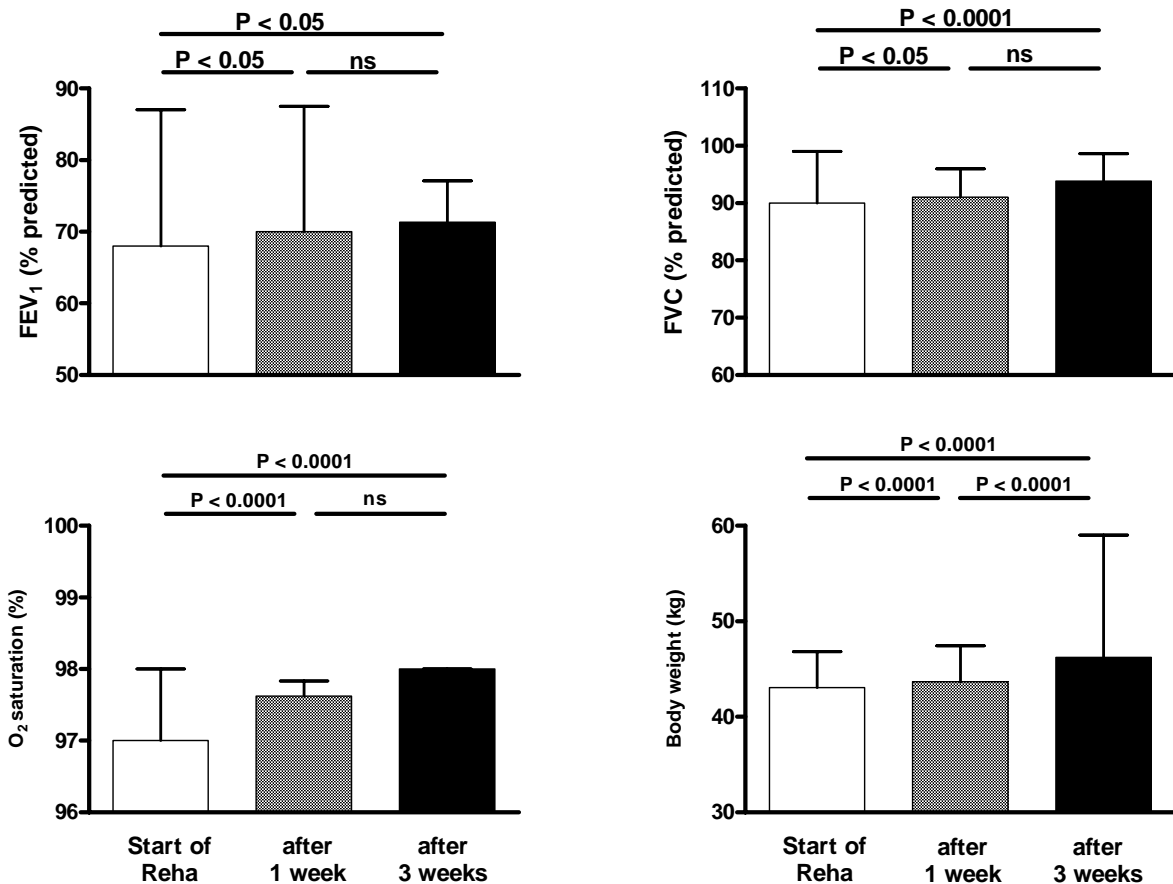 P < 0.05
P < 0.05
ns
90
80
70
60
50
FEV1 (% predicted)
P < 0.0001
P < 0.05
ns
110
100
90
80
70
60
FVC (% predicted)
P < 0.0001
P < 0.0001
ns
100
99
98
97
96
O2 saturation (%)
Start of
Reha
after
1 week
after
3 weeks
P < 0.0001
P < 0.0001
P < 0.0001
60
50
40
30
Body weight (kg)
Start of
Reha
after
1 week
after
3 weeks